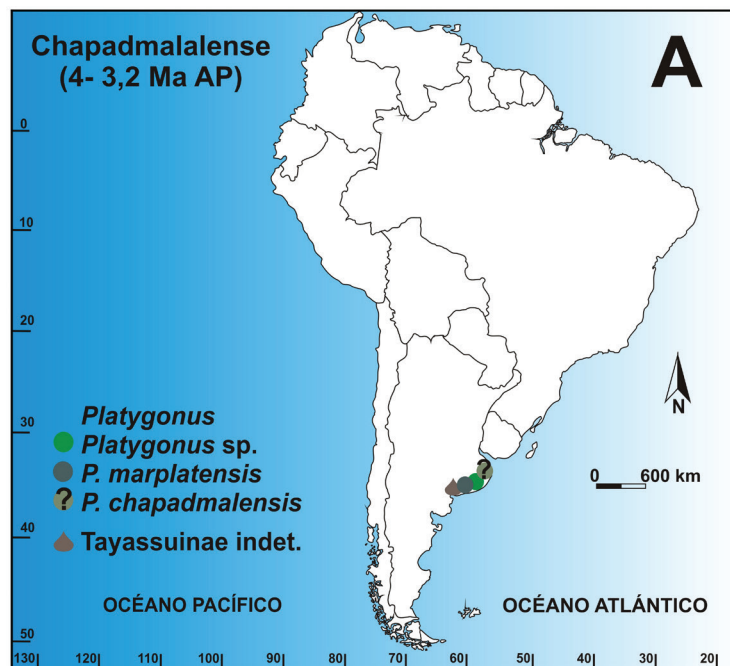 Chapadmalalense
(4- 3,2 Ma AP)
A
0
10
20
30
40
50
Platygonus
Platygonus sp.
P. marplatensis
? P. chapadmalensis
Tayassuinae indet.
?
N
0 600 km
OCÉANO PACÍFICO
OCÉANO ATLÁNTICO
130 110 100 90 80 70 60 50 40 30 20